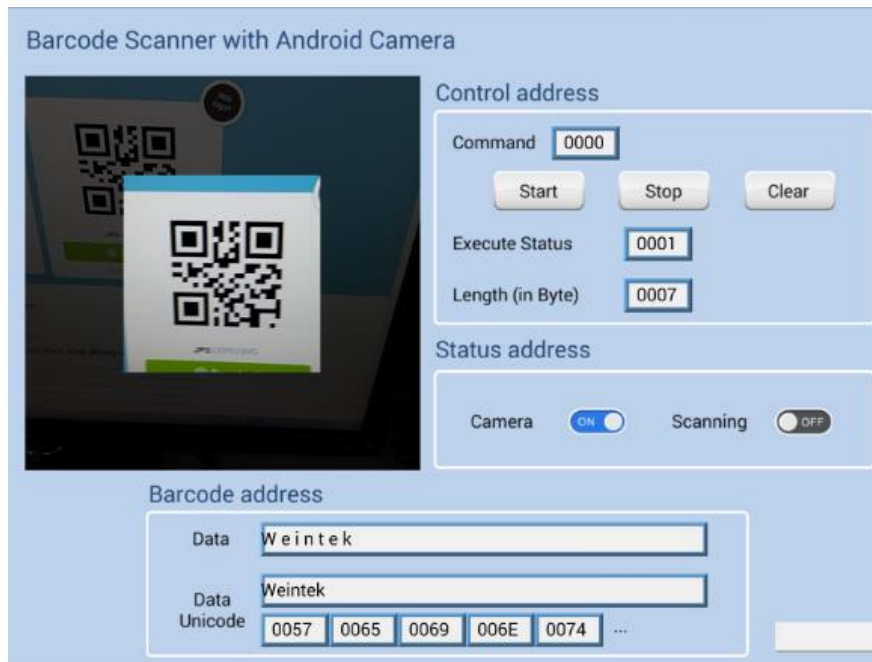 Barcode Scanner with Android Camera
Control address
Command 0000
Start Stop Clear
Execute Status 0001
Length (in Byte) 0007
Status address
Camera ON Scanning OFF
Barcode address
Data W e i n t e k
Data Unicode
Weintek
0057 0065 0069 006E 0074 ...